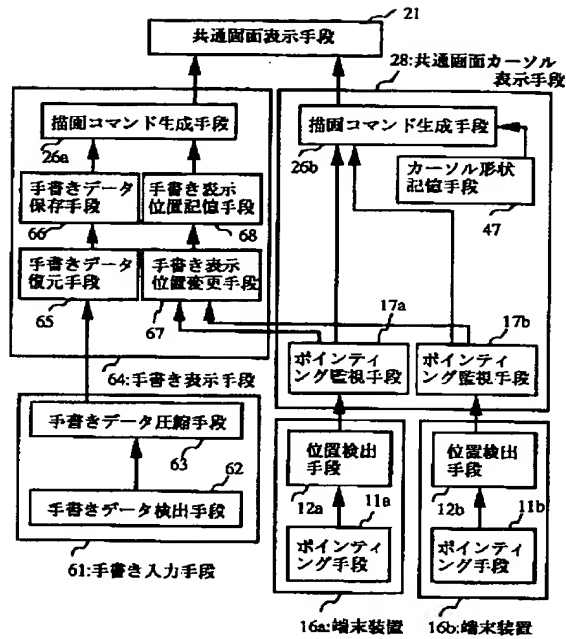 21
共通画面表示手段
28:共通画面カーソル
表示手段
描画コマンド生成手段
26a
描画コマンド生成手段
26b
カーソル形状
記憶手段
47
手書きデータ
保存手段
66
手書き表示
位置記憶手段
68
手書きデータ
復元手段
65
手書き表示
位置変更手段
67
17a
ポインティ
ング監視手段
17b
ポインティ
ング監視手段
64:手書き表示手段
手書きデータ圧縮手段
63
62
手書きデータ検出手段
61:手書き入力手段
位置検出
手段
12a
11a
ポインティ
ング手段
16a:端末装置
位置検出
手段
12b
11b
ポインティ
ング手段
16b:端末装置